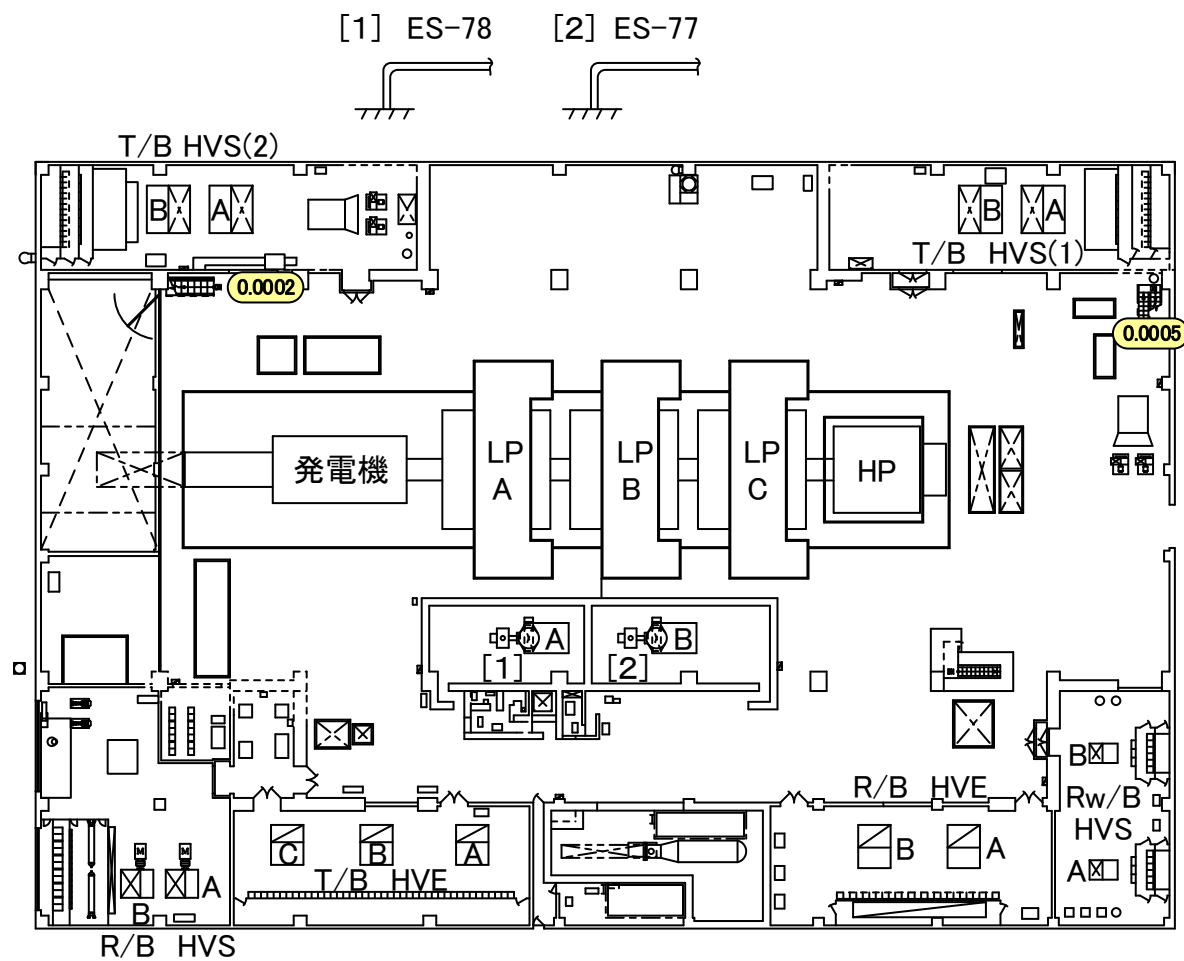 [1] ES-78 [2] ES-77
T/B HVS(2)
B A
B A
T/B HVS(1)
0.0002
0.0005
発電機
LP A
LP B
LP C
HP
A
B
[1]
[2]
R/B HVE
B
Rw/B HVS
A
C B A
T/B HVE
B A
M M
A
B
R/B HVS